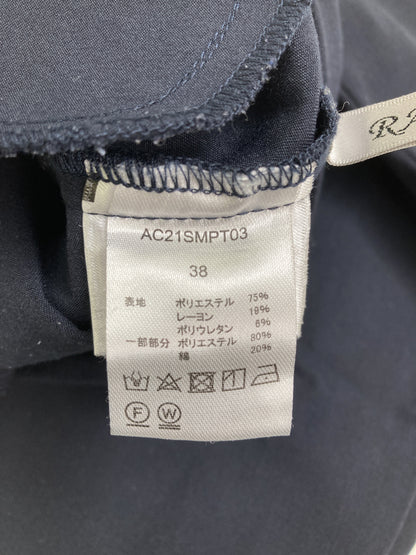 AC21SMPT03
38
表地 ポリエステル 75%
レーヨン 19%
ポリウレタン 6%
一部部分 ポリエステル 80%
綿 20%
F W